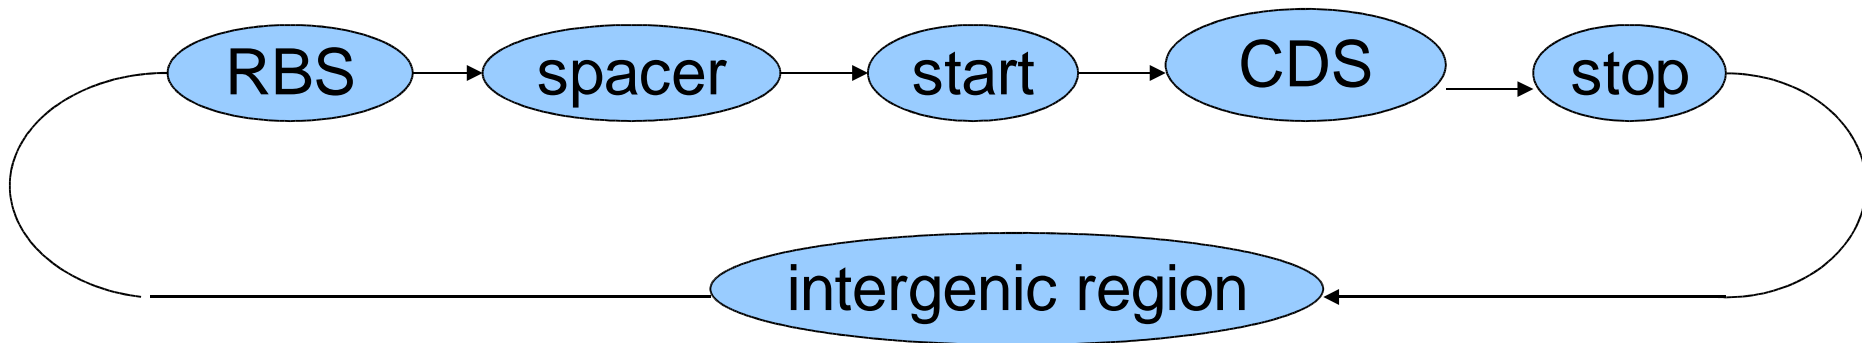 RBS
spacer
start
CDS
stop
intergenic region